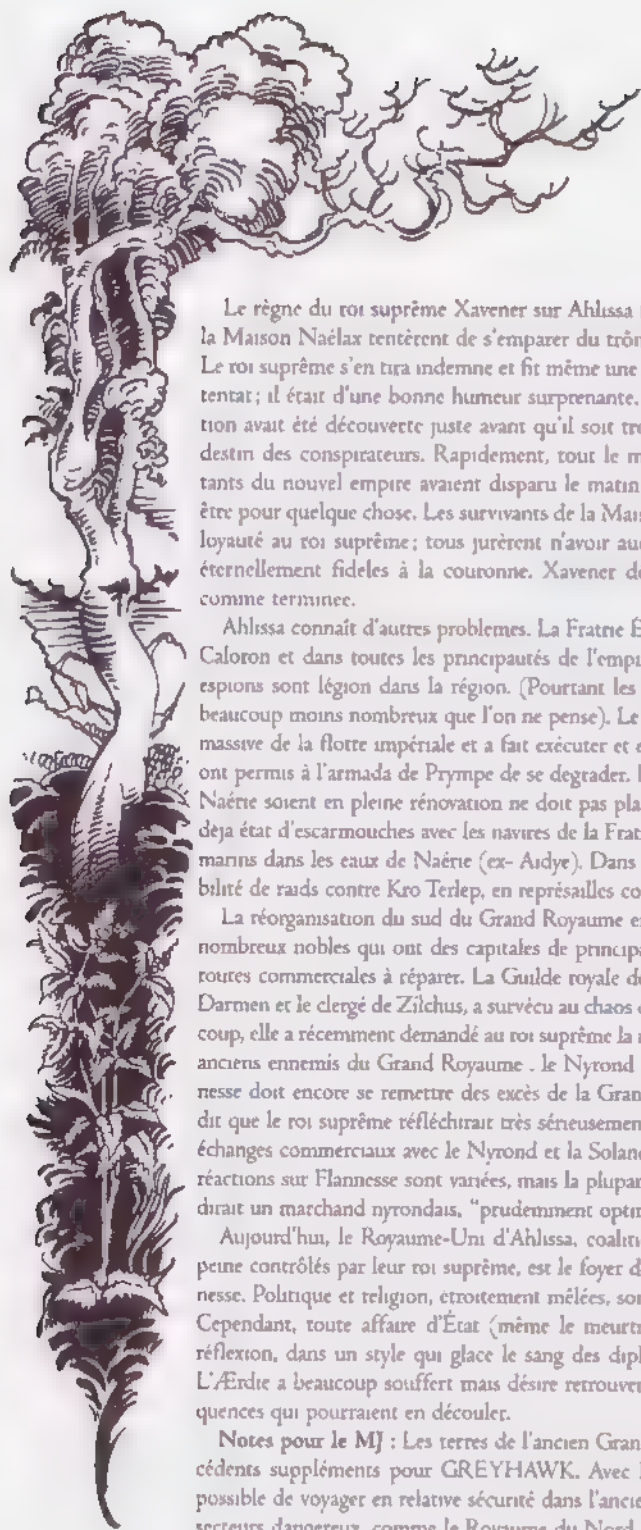 Le règne du roi suprême Xavener sur Ahlissa
la Maison Naélax tentèrent de s'emparer du trôn
Le roi suprême s'en tira indemne et fit même une
tentat ; il était d'une bonne humeur surprenante.
tion avait été découverte juste avant qu'il soit tr
destin des conspirateurs. Rapidement, tout le m
tants du nouvel empire avaient disparu le matin
être pour quelque chose. Les survivants de la Mais
loyauté au roi suprême ; tous jurèrent n'avoir au
éternellement fideles à la couronne. Xavener d
comme terminee.
Ahlissa connaît d'autres problemes. La Fratrie É
Caloron et dans toutes les principautés de l'empi
espions sont légion dans la région. (Pourtant les
beaucoup moins nombreux que l'on ne pense). Le
massive de la flotte impériale et a fait exécuter et e
ont permis à l'armada de Prympe de se degrader.
Naérie soient en pleine rénovation ne doit pas pla
deja état d'escarmouches avec les navires de la Frat
marins dans les eaux de Naérie (ex- Aidye). Dans
bilité de raids contre Kro Terlep, en représailles co
La réorganisation du sud du Grand Royaume e
nombreux nobles qui ont des capitales de principa
routes commerciales à réparer. La Guilde royale d
Darmen et le clergé de Zilchus, a survécu au chaos
coup, elle a récemment demandé au roi suprême la
anciens ennemis du Grand Royaume . le Nyrond
nesse doit encore se remettre des excès de la Gran
dit que le roi suprême réfléchirait très sérieusemen
échanges commerciaux avec le Nyrond et la Solan
réactions sur Flannesse sont variées, mais la plupar
dirait un marchand nyrondais, "prudemment optin
Aujourd'hui, le Royaume-Uni d'Ahlissa, coaliti
peine contrôlés par leur roi suprême, est le foyer d
nesse. Politique et religion, étroitement mêlées, so
Cependant, toute affaire d'État (même le meurtr
réflexion, dans un style qui glace le sang des dipl
L'Ærdie a beaucoup souffert mais désire retrouve
quences qui pourraient en découler.
Notes pour le MJ : Les terres de l'ancien Gran
cédents suppléments pour GREYHAWK. Avec
possible de voyager en relative sécurité dans l'ancie
secteurs dangereux, comme le Royaume du Nord